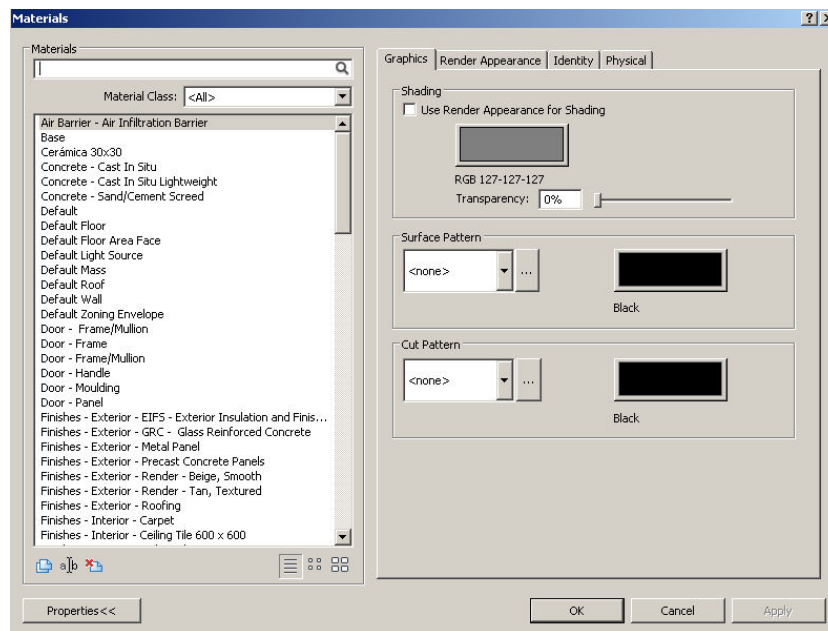 Materials
Materials
Material Class: <All>
Air Barrier - Air Infiltration Barrier
Base
Cerámica 30x30
Concrete - Cast In Situ
Concrete - Cast In Situ Lightweight
Concrete - Sand/Cement Screed
Default
Default Floor
Default Floor Area Face
Default Light Source
Default Mass
Default Roof
Default Wall
Default Zoning Envelope
Door -  Frame/Mullion
Door - Frame
Door - Frame/Mullion
Door - Handle
Door - Moulding
Door - Panel
Finishes - Exterior - EIFS - Exterior Insulation and Finis...
Finishes - Exterior - GRC -  Glass Reinforced Concrete
Finishes - Exterior - Metal Panel
Finishes - Exterior - Precast Concrete Panels
Finishes - Exterior - Render - Beige, Smooth
Finishes - Exterior - Render - Tan, Textured
Finishes - Exterior - Roofing
Finishes - Interior - Carpet
Finishes - Interior - Ceiling Tile 600 x 600
Properties<<
Graphics Render Appearance Identity Physical
Shading
Use Render Appearance for Shading
RGB 127-127-127
Transparency: 0%
Surface Pattern
<none> ...
Black
Cut Pattern
<none> ...
Black
OK Cancel Apply